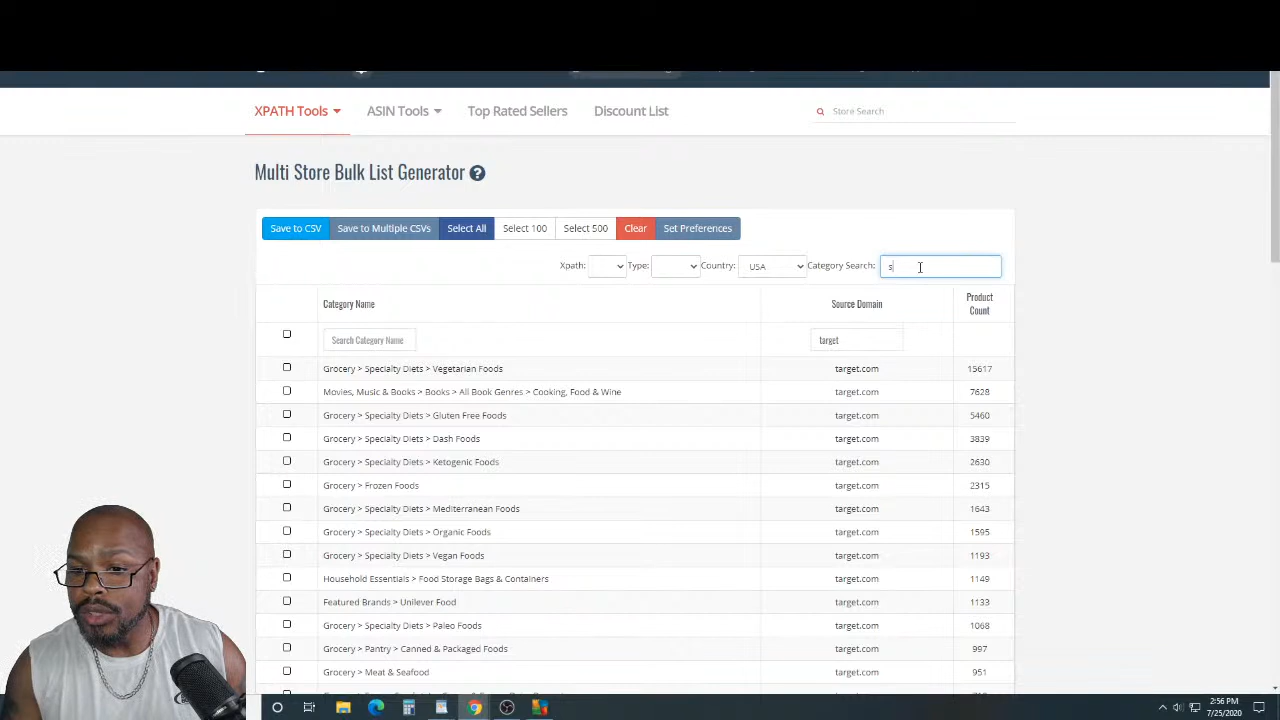 XPATH Tools ASIN Tools Top Rated Sellers Discount List Store Search
Multi Store Bulk List Generator ?
Save to CSV Save to Multiple CSVs Select All Select 100 Select 500 Clear Set Preferences
Xpath: Type: Country: USA Category Search: s
Category Name Source Domain Product Count
Search Category Name target
Grocery > Specialty Diets > Vegetarian Foods target.com 15617
Movies, Music & Books > Books > All Book Genres > Cooking, Food & Wine target.com 7628
Grocery > Specialty Diets > Gluten Free Foods target.com 5460
Grocery > Specialty Diets > Dash Foods target.com 3839
Grocery > Specialty Diets > Ketogenic Foods target.com 2630
Grocery > Frozen Foods target.com 2315
Grocery > Specialty Diets > Mediterranean Foods target.com 1643
Grocery > Specialty Diets > Organic Foods target.com 1595
Grocery > Specialty Diets > Vegan Foods target.com 1193
Household Essentials > Food Storage Bags & Containers target.com 1149
Featured Brands > Unilever Food target.com 1133
Grocery > Specialty Diets > Paleo Foods target.com 1068
Grocery > Pantry > Canned & Packaged Foods target.com 997
Grocery > Meat & Seafood target.com 951
2:56 PM
7/25/2020